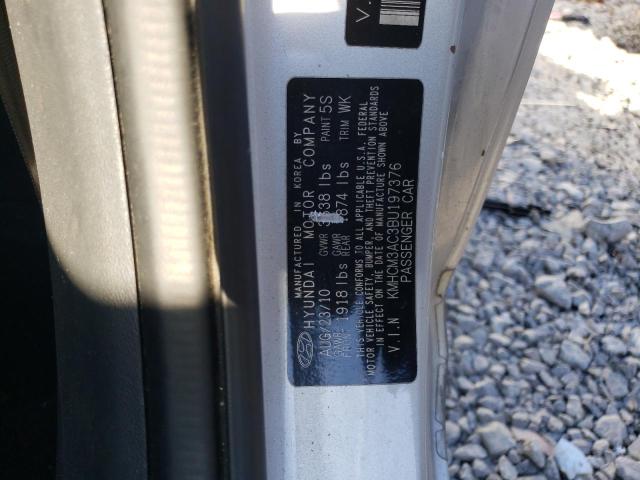 V.
MANUFACTURED IN KOREA BY
HYUNDAI MOTOR COMPANY
AUG/23/10 GVWR lbs PAINT 5S
GAWR FRNT 1918 lbs GAWR REAR 1874 lbs TRIM WK
THIS VEHICLE CONFORMS TO ALL APPLICABLE U.S.A. FEDERAL
MOTOR VEHICLE SAFETY, BUMPER, AND THEFT PREVENTION STANDARDS
IN EFFECT ON THE DATE OF MANUFACTURE SHOWN ABOVE
V.I.N KMHCM3AC3BU197376
PASSENGER CAR